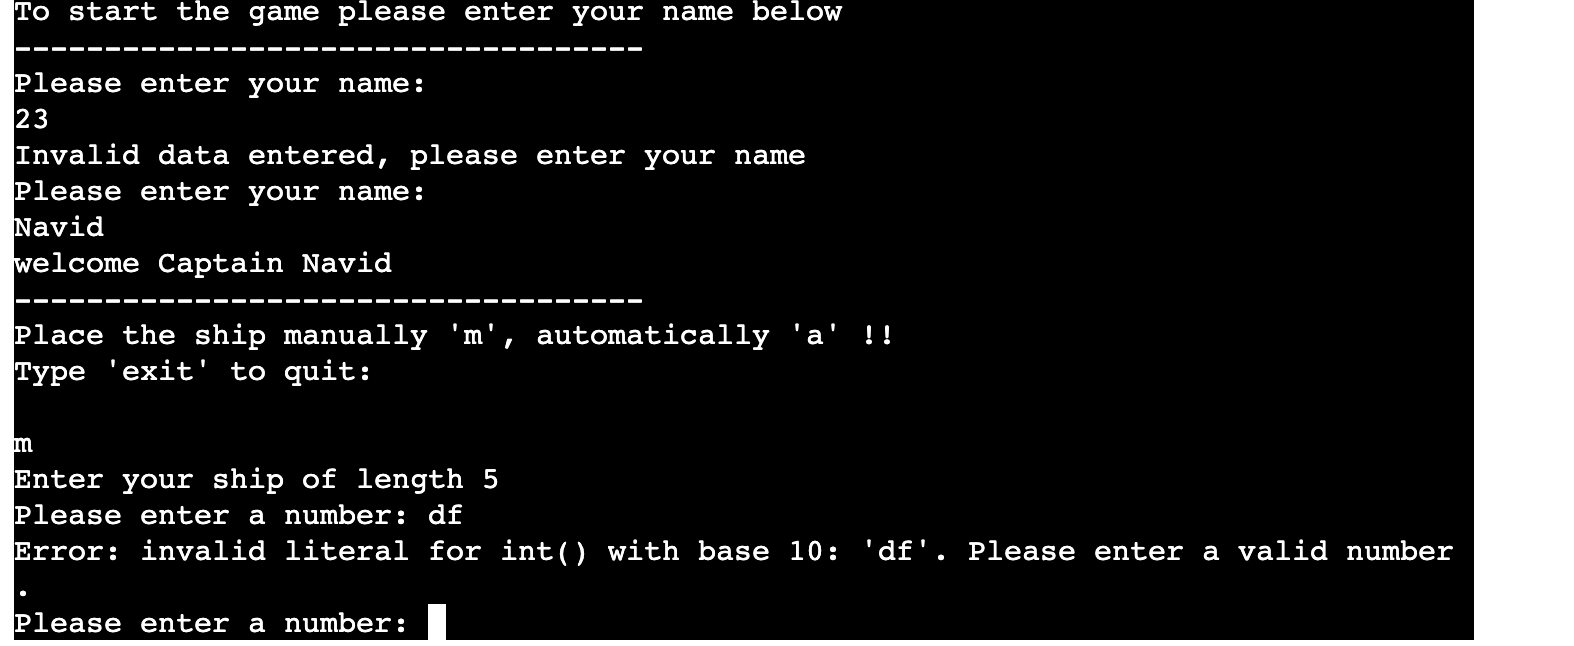 To start the game please enter your name below
-----------------------------------
Please enter your name:
23
Invalid data entered, please enter your name
Please enter your name:
Navid
welcome Captain Navid
-----------------------------------
Place the ship manually 'm', automatically 'a' !!
Type 'exit' to quit:
m
Enter your ship of length 5
Please enter a number: df
Error: invalid literal for int() with base 10: 'df'. Please enter a valid number
.
Please enter a number: